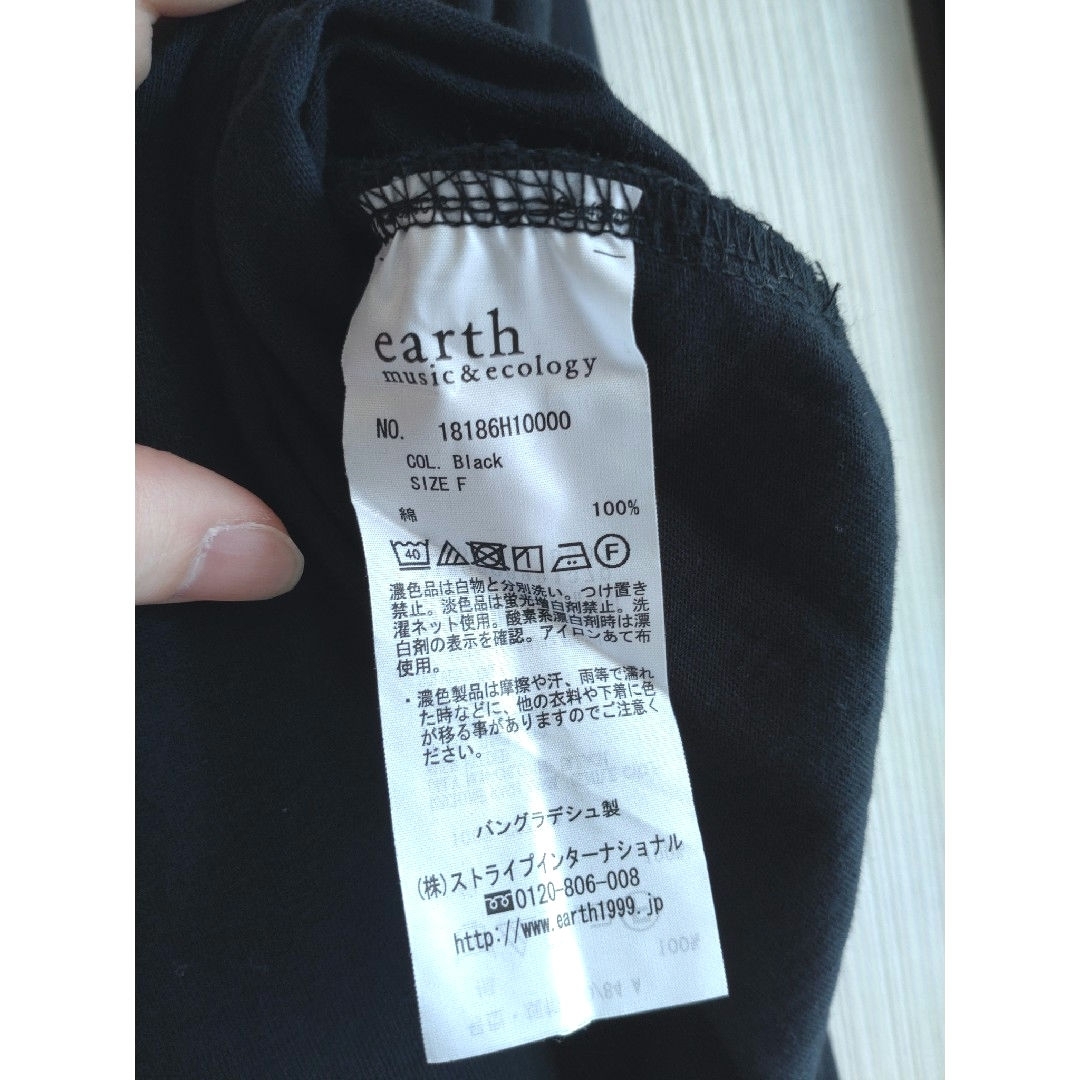 earth
music&ecology
NO. 18186H10000
COL. Black
SIZE F
綿 100%
40 F
濃色品は白物と分別洗い。つけ置き
禁止。淡色品は蛍光増白剤禁止。洗
濯ネット使用。酸素系漂白剤時は漂
白剤の表示を確認。アイロンあて布
使用。
・濃色製品は摩擦や汗、雨等で濡れ
た時などに、他の衣料や下着に色
が移る事がありますのでご注意く
ださい。
バングラデシュ製
(株)ストライプインターナショナル
0120-806-008
http://www.earth1999.jp